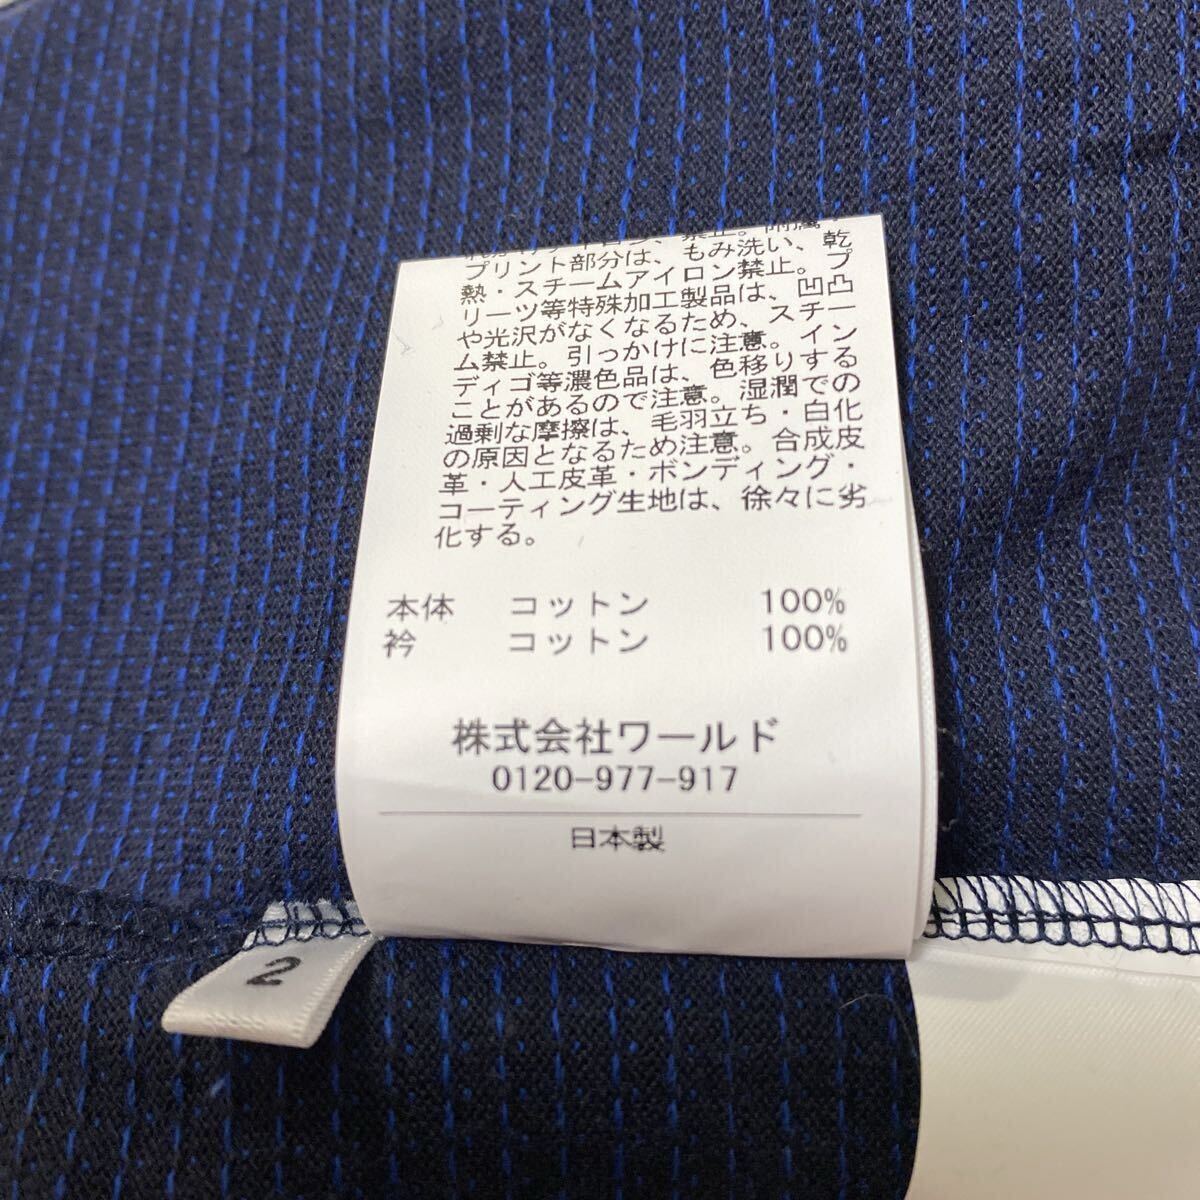 プリント部分は、もみ洗い、乾
熱・スチームアイロン禁止。プ
リーツ等特殊加工製品は、凹凸
や光沢がなくなるため、スチー
ム禁止。引っかけに注意。イン
ディゴ等濃色品は、色移りする
ことがあるので注意。湿潤での
過剰な摩擦は、毛羽立ち・白化
の原因となるため注意。合成皮
革・人工皮革・ボンディング・
コーティング生地は、徐々に劣
化する。
本体 コットン 100%
衿 コットン 100%
株式会社ワールド
0120-977-917
日本製
2